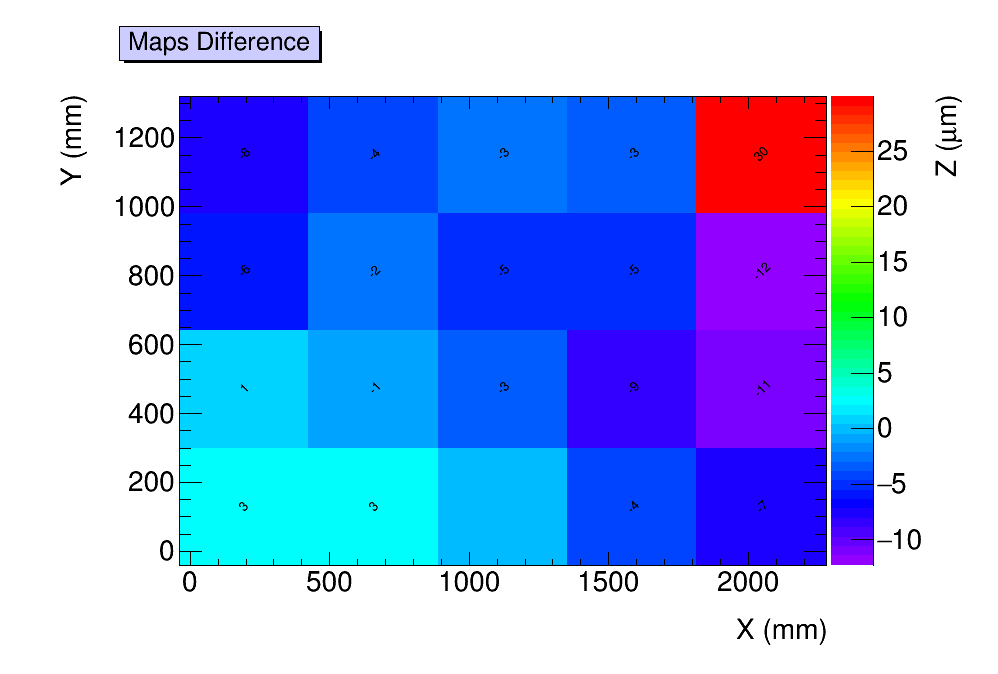 Maps Difference
Y (mm)
Z (μm)
1200
1000
800
600
400
200
0
-8 -4 -3 -3 30
-6 -2 -5 -5 -12
1 -1 -3 -9 -11
3 3 -4 -7
25
20
15
10
5
0
−5
−10
0 500 1000 1500 2000
X (mm)